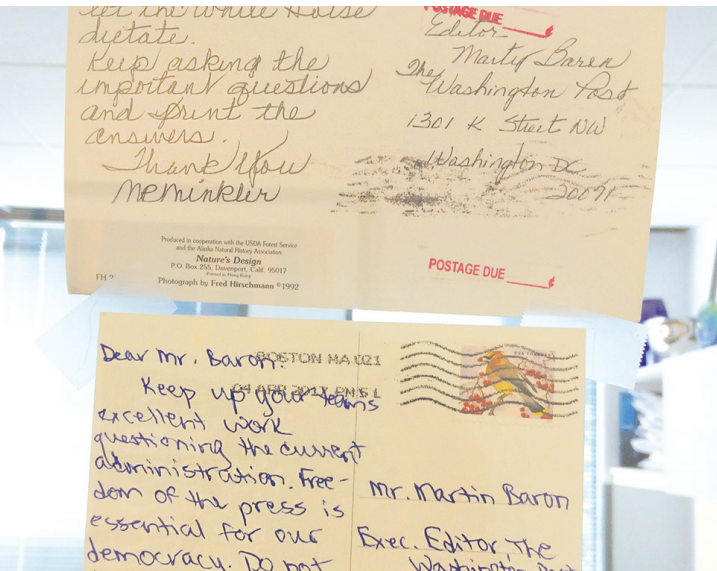 let the White House
dictate.
Keep asking the
important questions
and print the
answers.
Thank You
POSTAGE DUE
Editor
Marty Baren
The
Washington Post
1301 K Street NW
Washington DC
20071
Produced in cooperation with the USDA Forest Service
and the Alaska Natural History Association
Nature's Design
P.O. Box 255, Davenport, Calif. 95017
Printed in Hong Kong
Photograph by Fred Hirschmann ©1992
POSTAGE DUE
Dear Mr. Baron:
Keep up your team's
excellent work
questioning the current
administration. Free-
dom of the press is
essential for our
democracy. Do not
BOSTON MA 021
04 APR 2017 PM 5 L
Mr. Martin Baron
Exec. Editor, The
Washington Post